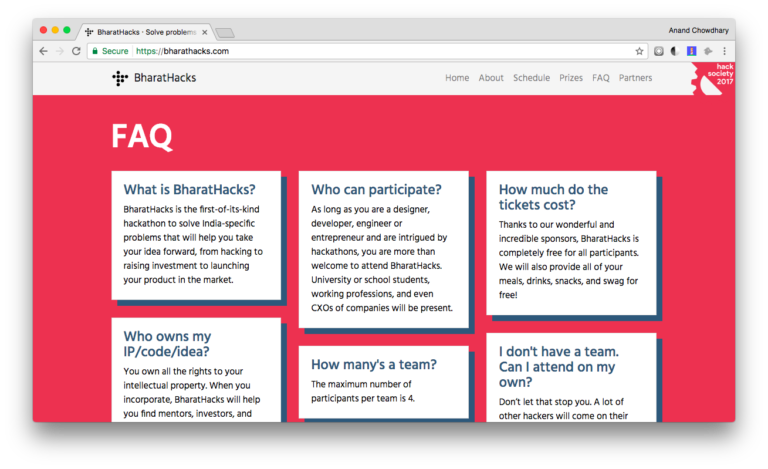 BharatHacks - Solve problems
Anand Chowdhary
Secure https://bharathacks.com
BharatHacks
Home About Schedule Prizes FAQ Partners
hack
society
2017
FAQ
What is BharatHacks?
BharatHacks is the first-of-its-kind
hackathon to solve India-specific
problems that will help you take
your idea forward, from hacking to
raising investment to launching
your product in the market.
Who can participate?
As long as you are a designer,
developer, engineer or
entrepreneur and are intrigued by
hackathons, you are more than
welcome to attend BharatHacks.
University or school students,
working professions, and even
CXOs of companies will be present.
How much do the
tickets cost?
Thanks to our wonderful and
incredible sponsors, BharatHacks is
completely free for all participants.
We will also provide all of your
meals, drinks, snacks, and swag for
free!
Who owns my
IP/code/idea?
You own all the rights to your
intellectual property. When you
incorporate, BharatHacks will help
you find mentors, investors, and
How many's a team?
The maximum number of
participants per team is 4.
I don't have a team.
Can I attend on my
own?
Don't let that stop you. A lot of
other hackers will come on their